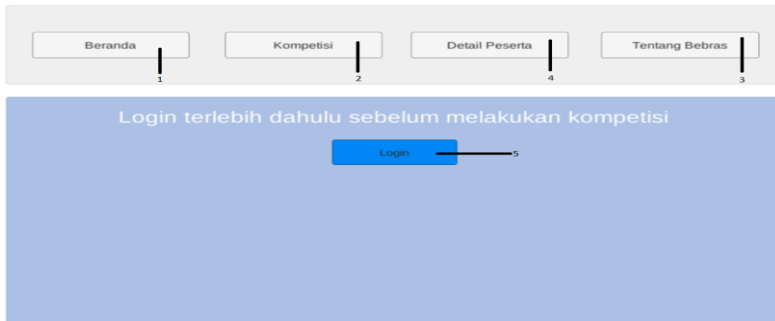 Beranda Kompetisi Detail Peserta Tentang Bebras
1 2 4 3
Login terlebih dahulu sebelum melakukan kompetisi
Login 5